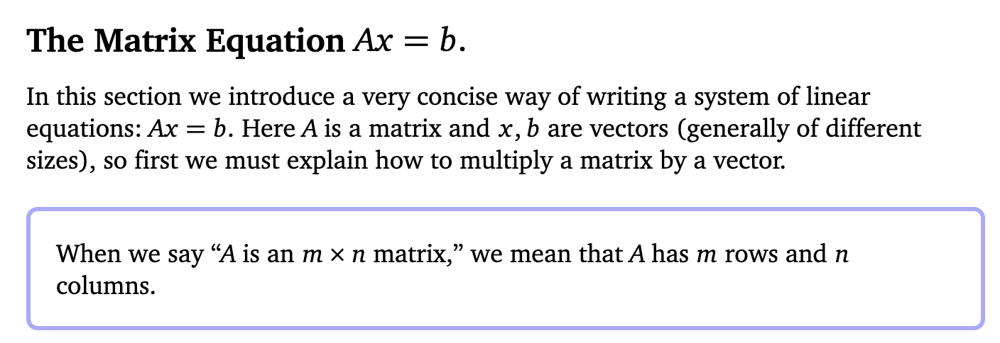 The Matrix Equation Ax = b.
In this section we introduce a very concise way of writing a system of linear
equations: Ax = b. Here A is a matrix and x, b are vectors (generally of different
sizes), so first we must explain how to multiply a matrix by a vector.
When we say “A is an m × n matrix,” we mean that A has m rows and n
columns.